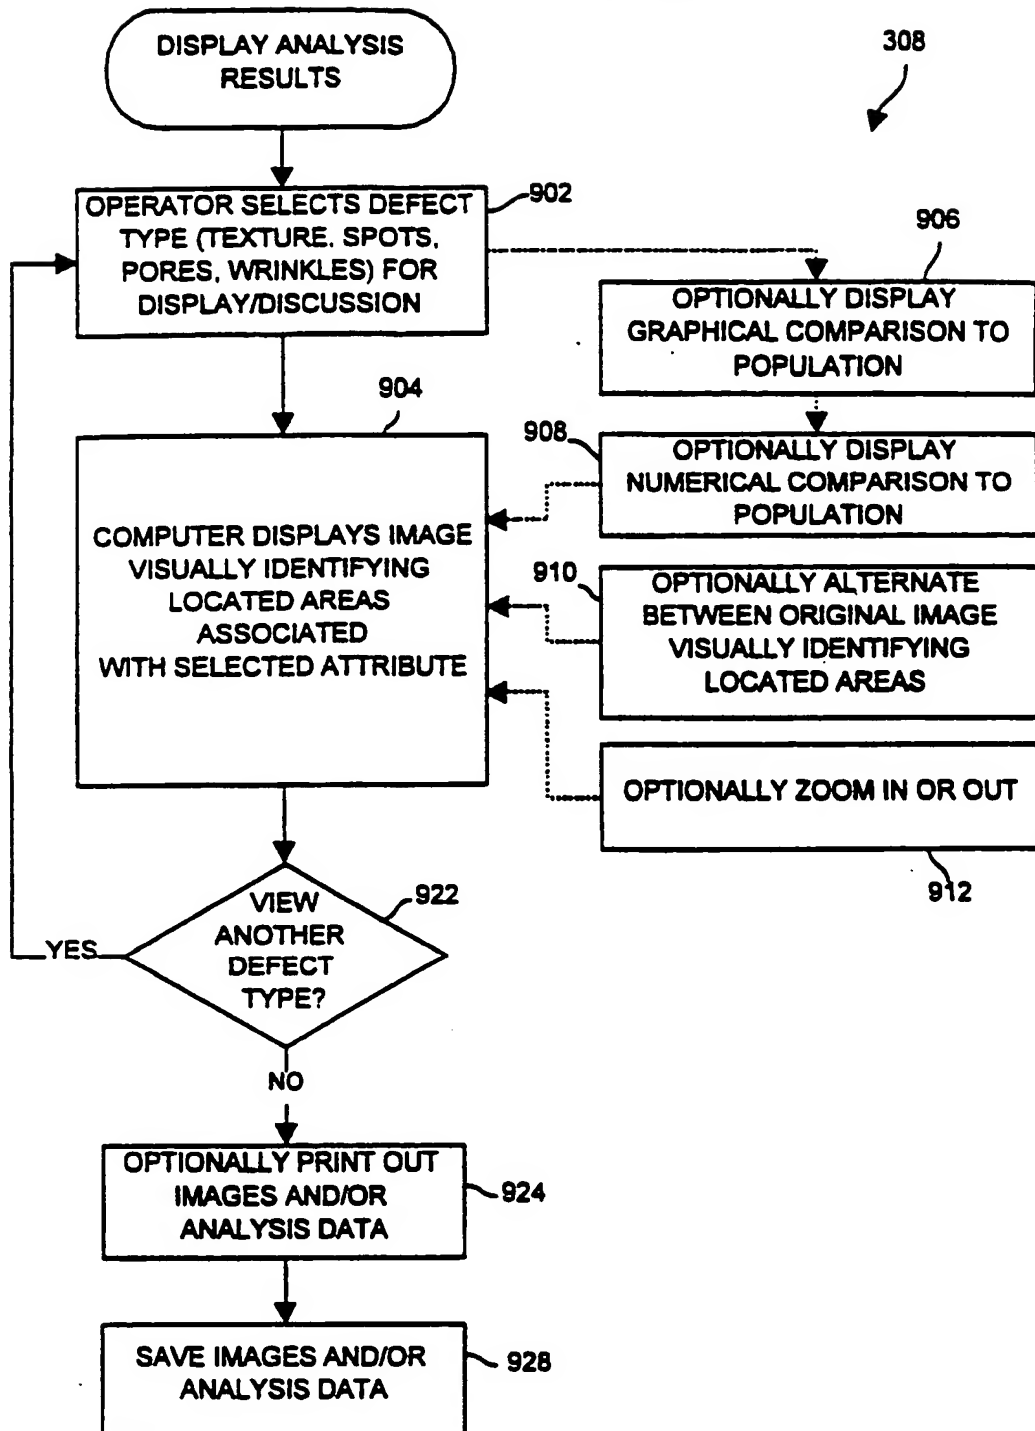 DISPLAY ANALYSIS
RESULTS
308
OPERATOR SELECTS DEFECT
TYPE (TEXTURE. SPOTS,
PORES, WRINKLES) FOR
DISPLAY/DISCUSSION
902
906
OPTIONALLY DISPLAY
GRAPHICAL COMPARISON TO
POPULATION
904
COMPUTER DISPLAYS IMAGE
VISUALLY IDENTIFYING
LOCATED AREAS
ASSOCIATED
WITH SELECTED ATTRIBUTE
908
OPTIONALLY DISPLAY
NUMERICAL COMPARISON TO
POPULATION
910
OPTIONALLY ALTERNATE
BETWEEN ORIGINAL IMAGE
VISUALLY IDENTIFYING
LOCATED AREAS
OPTIONALLY ZOOM IN OR OUT
912
VIEW
ANOTHER
DEFECT
TYPE?
922
YES
NO
OPTIONALLY PRINT OUT
IMAGES AND/OR
ANALYSIS DATA
924
SAVE IMAGES AND/OR
ANALYSIS DATA
928